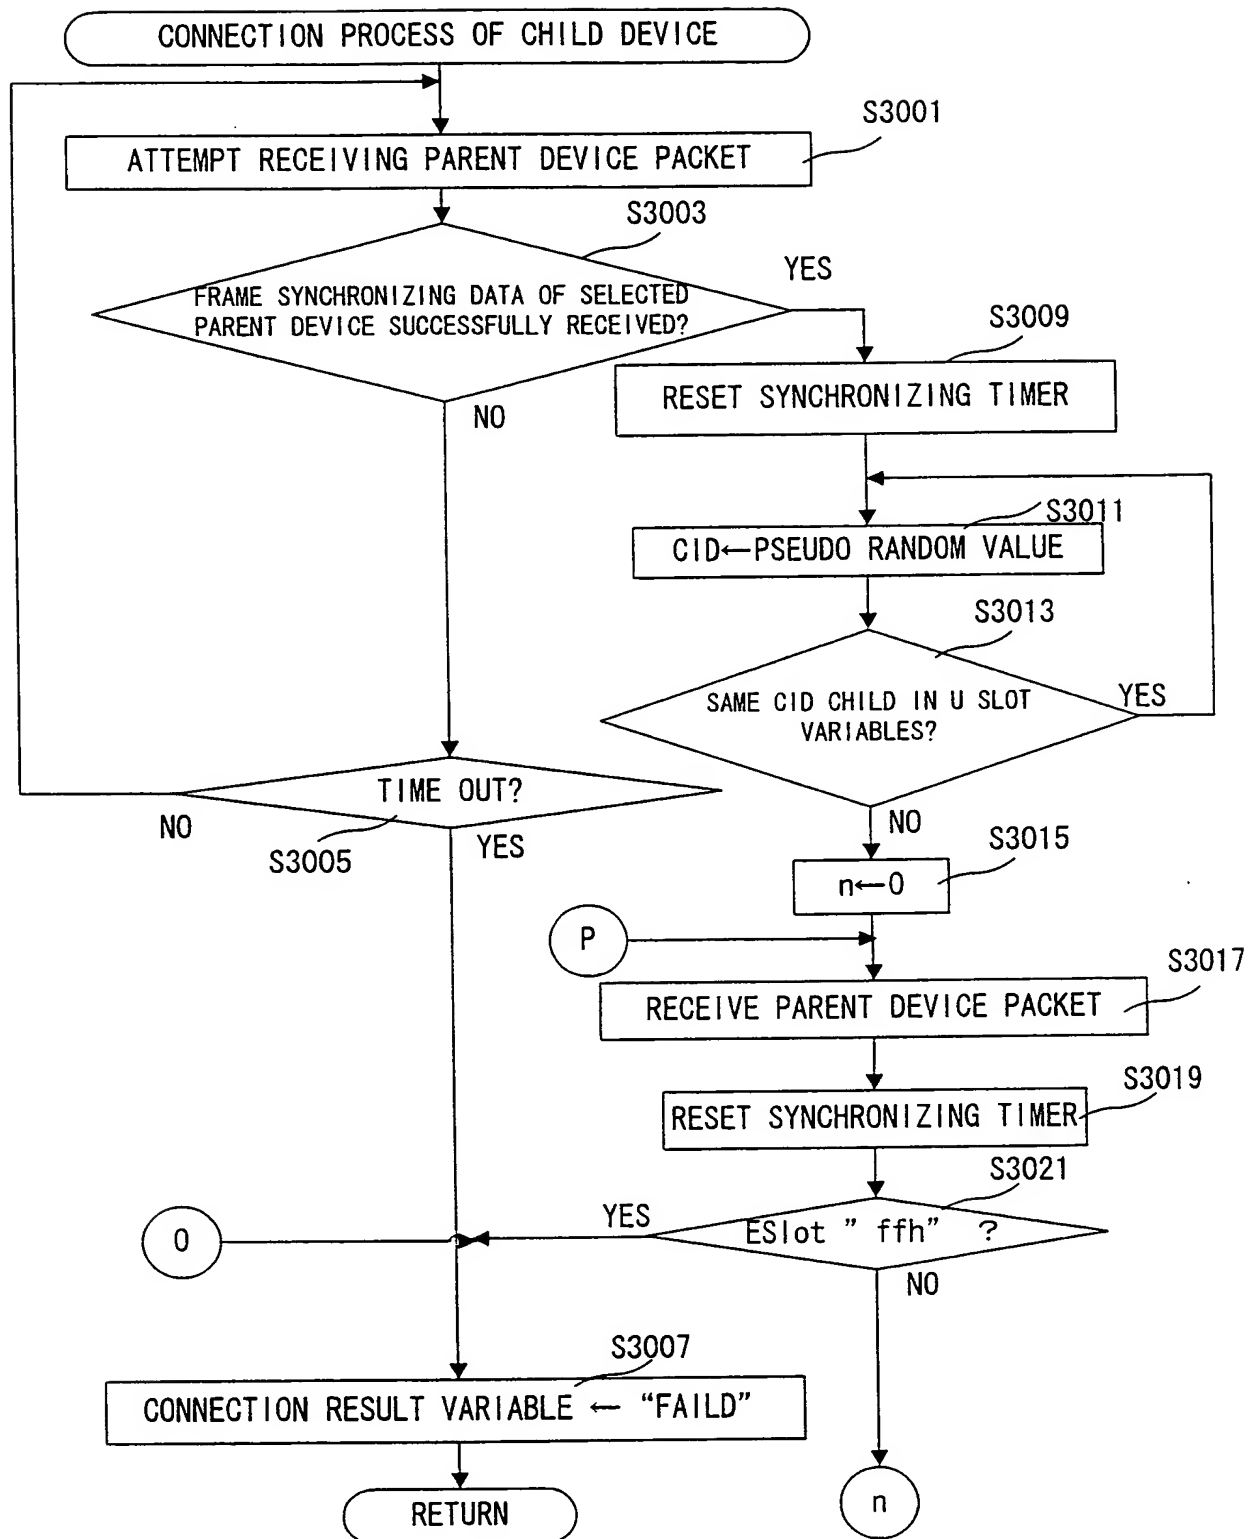 CONNECTION PROCESS OF CHILD DEVICE
S3001
ATTEMPT RECEIVING PARENT DEVICE PACKET
S3003
FRAME SYNCHRONIZING DATA OF SELECTED
PARENT DEVICE SUCCESSFULLY RECEIVED?
YES
NO
S3009
RESET SYNCHRONIZING TIMER
S3011
CID←PSEUDO RANDOM VALUE
S3013
SAME CID CHILD IN U SLOT
VARIABLES?
YES
NO
TIME OUT?
NO
S3005
YES
S3015
n←0
P
S3017
RECEIVE PARENT DEVICE PACKET
S3019
RESET SYNCHRONIZING TIMER
S3021
ESlot " ffh" ?
YES
NO
O
S3007
CONNECTION RESULT VARIABLE ← “FAILD”
RETURN
n